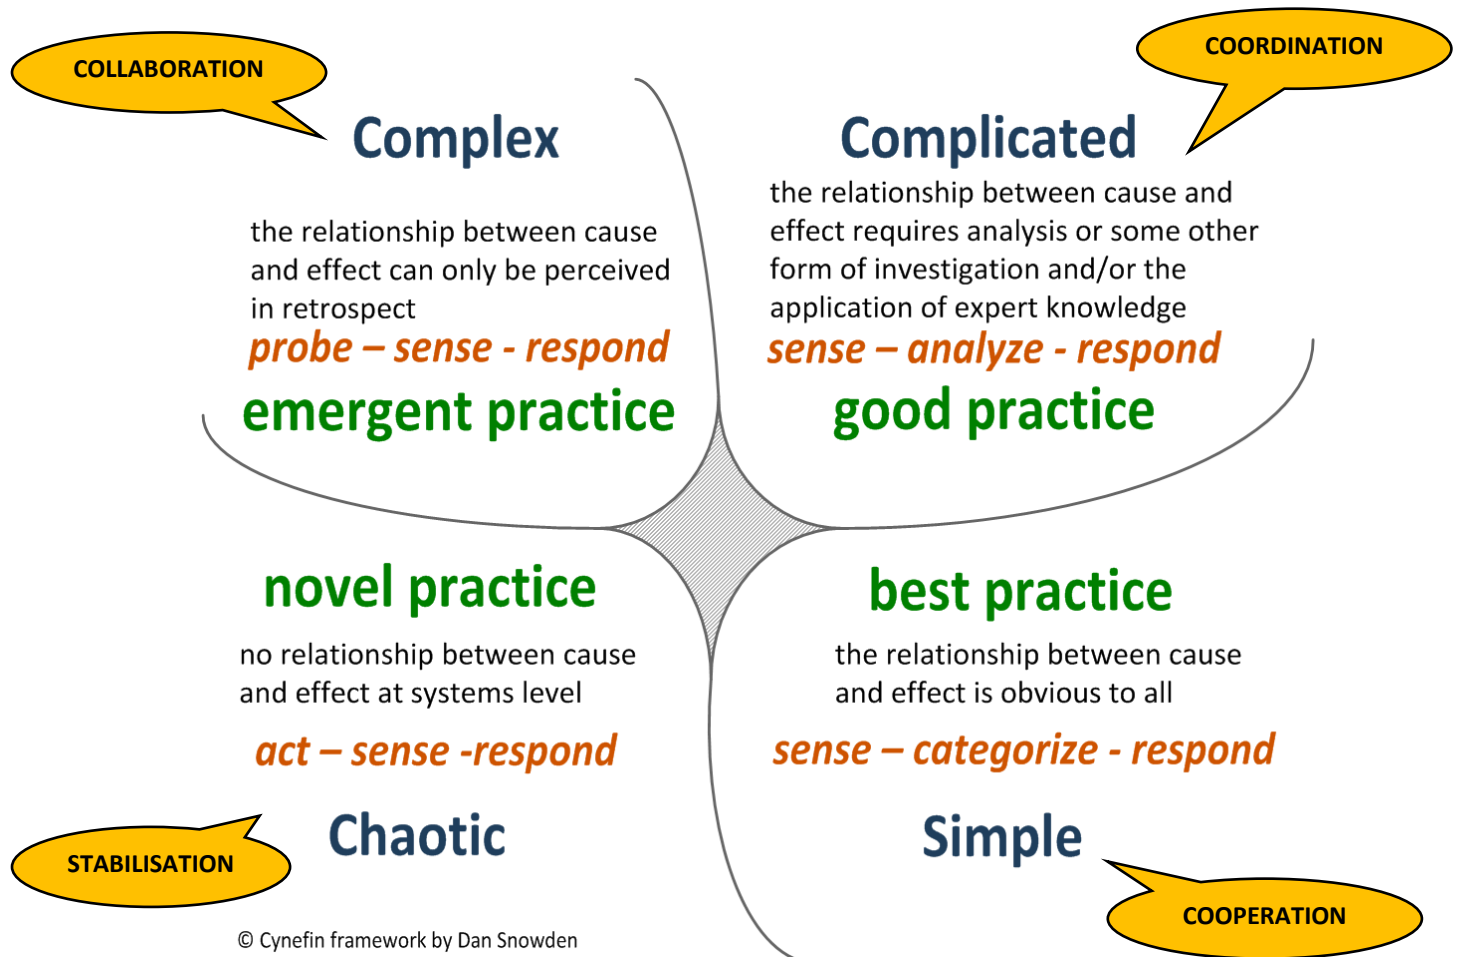 COLLABORATION
COORDINATION
Complex
the relationship between cause
and effect can only be perceived
in retrospect
probe – sense - respond
emergent practice
Complicated
the relationship between cause and
effect requires analysis or some other
form of investigation and/or the
application of expert knowledge
sense – analyze - respond
good practice
novel practice
no relationship between cause
and effect at systems level
act – sense -respond
Chaotic
STABILISATION
best practice
the relationship between cause
and effect is obvious to all
sense – categorize - respond
Simple
COOPERATION
© Cynefin framework by Dan Snowden